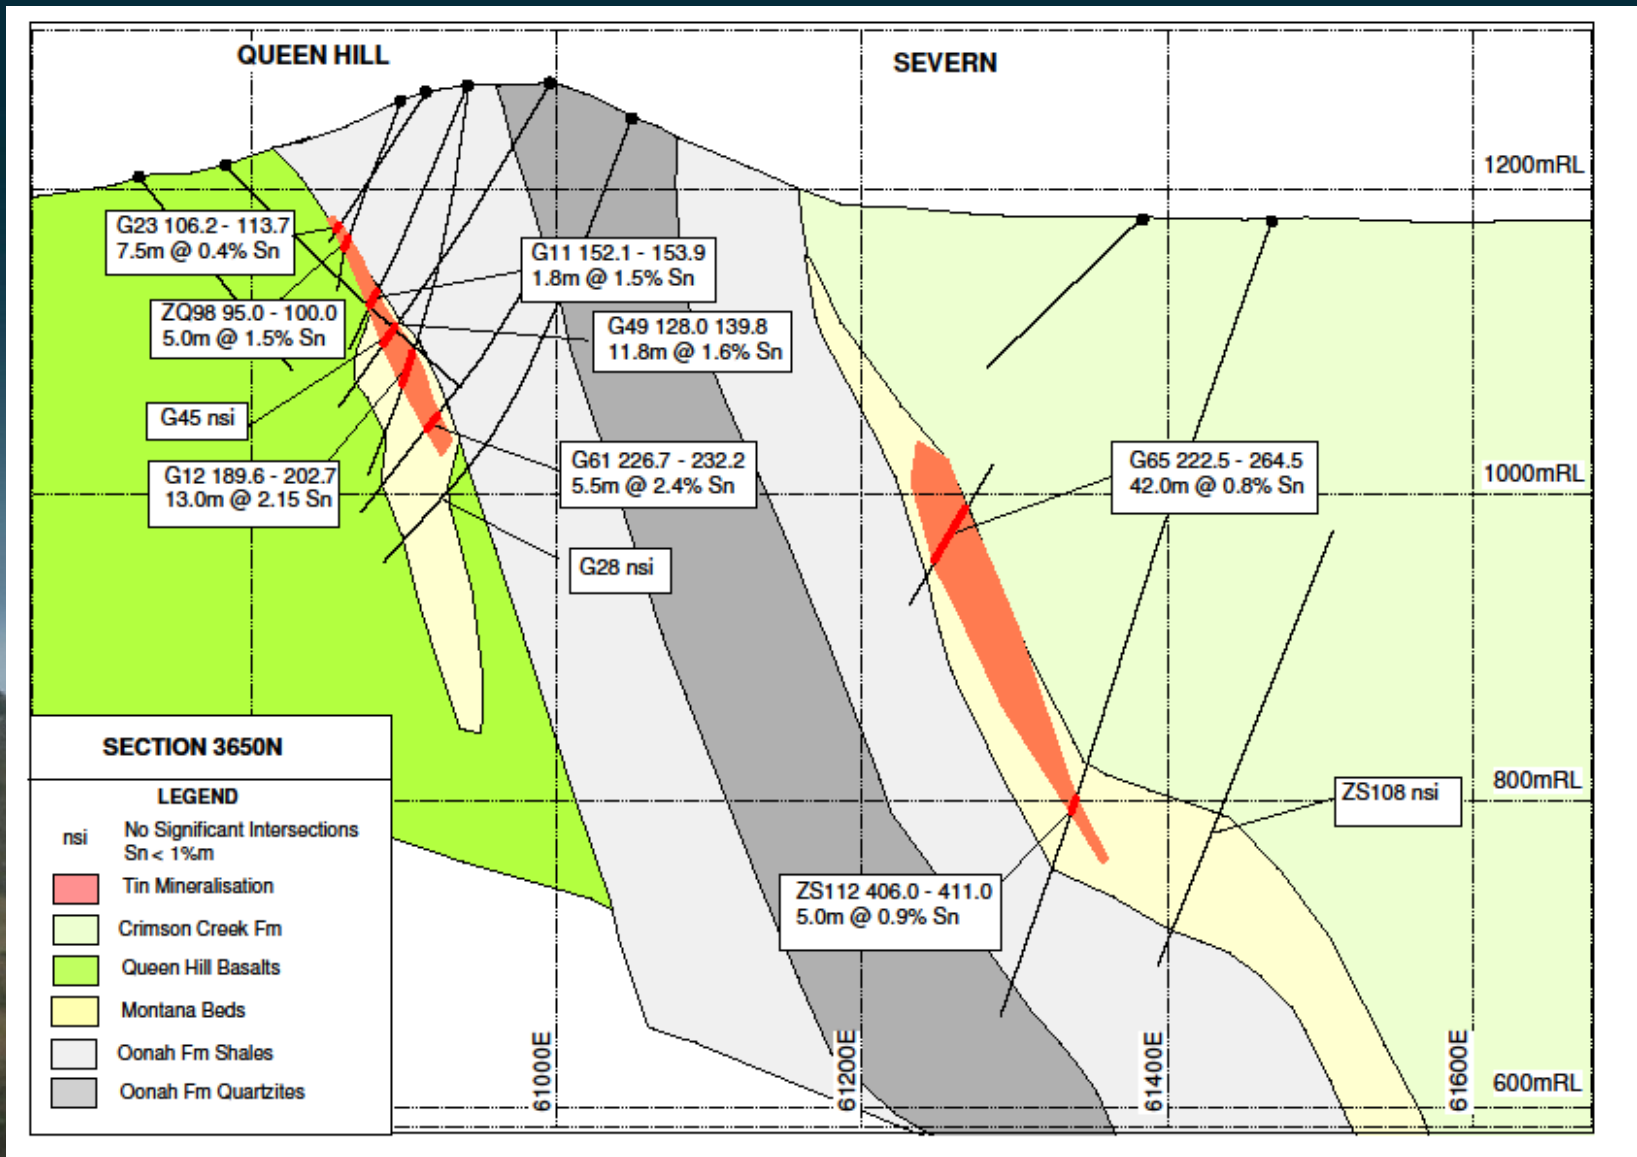 QUEEN HILL
SEVERN
1200mRL
G23 106.2 - 113.7
7.5m @ 0.4% Sn
G11 152.1 - 153.9
1.8m @ 1.5% Sn
ZQ98 95.0 - 100.0
5.0m @ 1.5% Sn
G49 128.0 139.8
11.8m @ 1.6% Sn
G45 nsi
G12 189.6 - 202.7
13.0m @ 2.15 Sn
G61 226.7 - 232.2
5.5m @ 2.4% Sn
G65 222.5 - 264.5
42.0m @ 0.8% Sn
1000mRL
G28 nsi
SECTION 3650N
LEGEND
nsi No Significant Intersections
Sn < 1%m
Tin Mineralisation
Crimson Creek Fm
Queen Hill Basalts
Montana Beds
Oonah Fm Shales
Oonah Fm Quartzites
800mRL
ZS108 nsi
ZS112 406.0 - 411.0
5.0m @ 0.9% Sn
61000E
61200E
61400E
61600E
600mRL